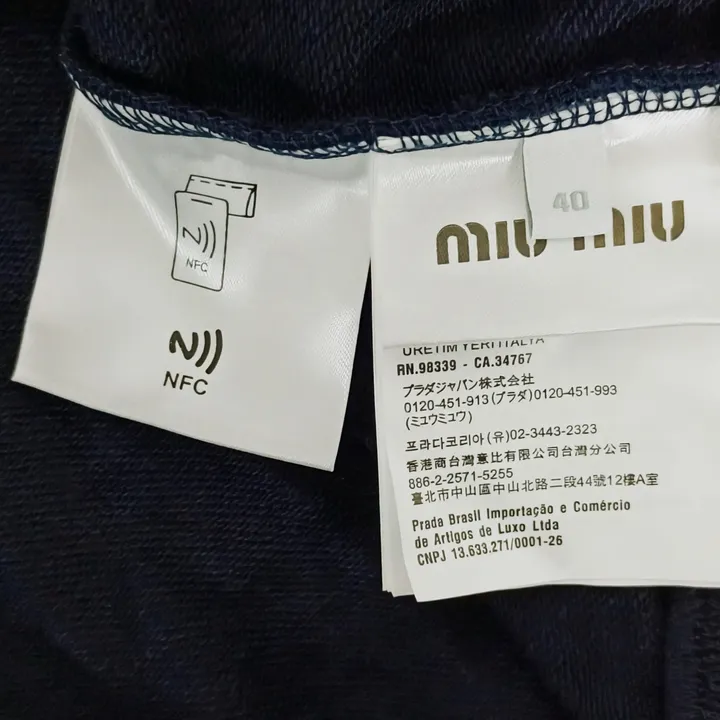 NFC
NFC
40
miu miu
ÜRETİM YERİ İTALYA
RN.98339 - CA.34767
プラダジャパン株式会社
0120-451-913(プラダ)0120-451-993
(ミュウミュウ)
프라다코리아(유)02-3443-2323
香港商台灣意比有限公司台灣分公司
886-2-2571-5255
臺北市中山區中山北路二段44號12樓A室
Prada Brasil Importação e Comércio
de Artigos de Luxo Ltda
CNPJ 13.633.271/0001-26